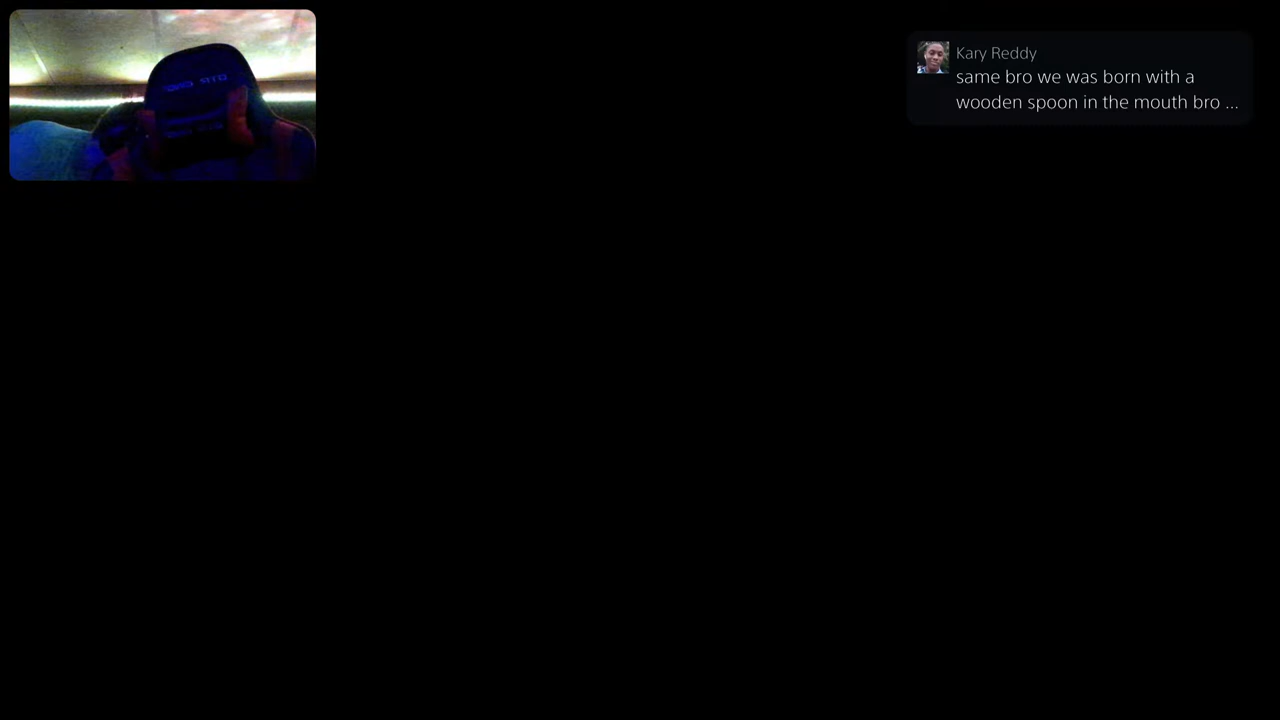 Kary Reddy
same bro we was born with a
wooden spoon in the mouth bro ...